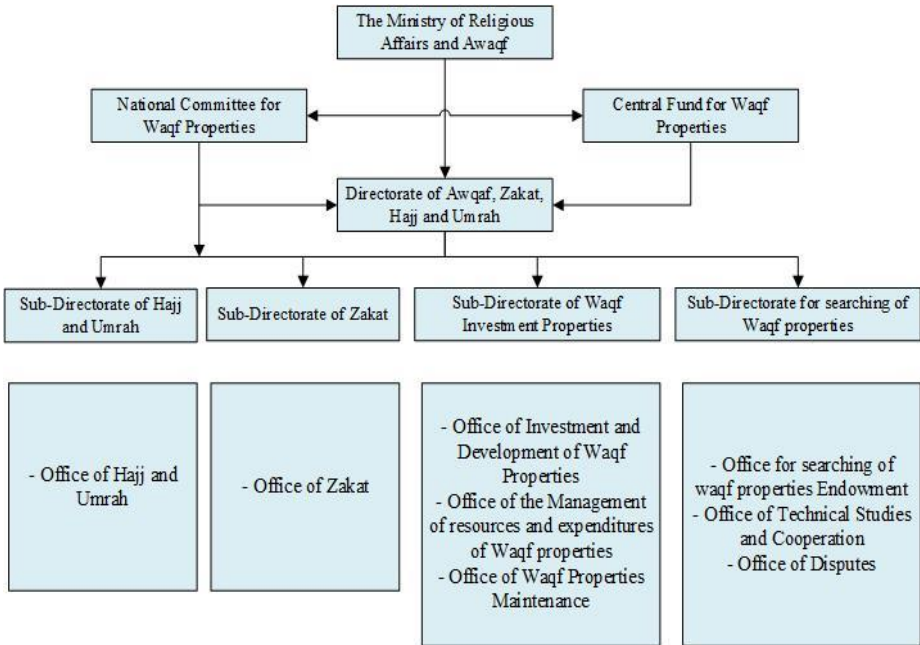 The Ministry of Religious
Affairs and Awaqf
National Committee for
Waqf Properties
Central Fund for Waqf
Properties
Directorate of Awqaf, Zakat,
Hajj and Umrah
Sub-Directorate of Hajj
and Umrah
Sub-Directorate of Zakat
Sub-Directorate of Waqf
Investment Properties
Sub-Directorate for searching of
Waqf properties
- Office of Hajj and
Umrah
- Office of Zakat
- Office of Investment and
Development of Waqf
Properties
- Office of the Management
of resources and expenditures
of Waqf properties
- Office of Waqf Properties
Maintenance
- Office for searching of
waqf properties Endowment
- Office of Technical Studies
and Cooperation
- Office of Disputes